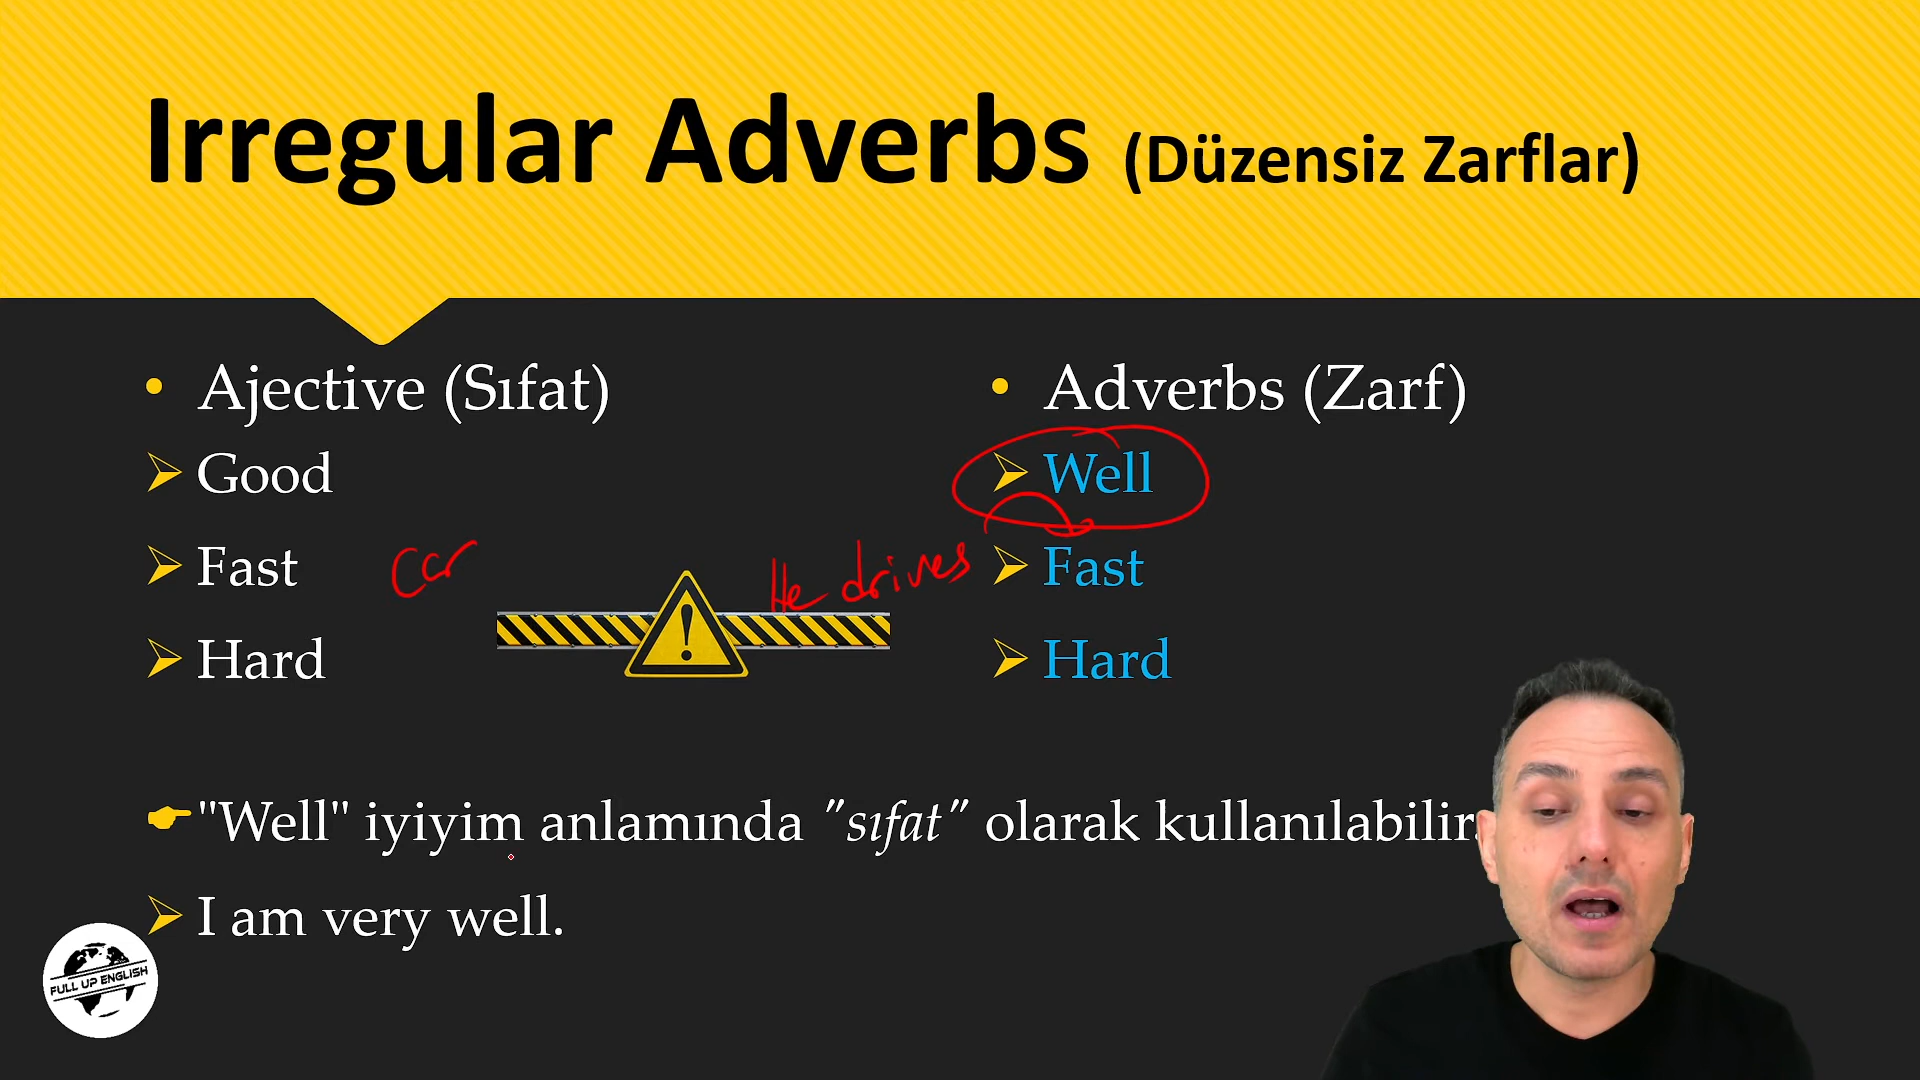 Irregular Adverbs (Düzensiz Zarflar)
• Ajective (Sıfat)
Good
Fast car
Hard
• Adverbs (Zarf)
Well
He drives Fast
Hard
"Well" iyiyim anlamında "sıfat" olarak kullanılabilir.
I am very well.
FULL UP ENGLISH